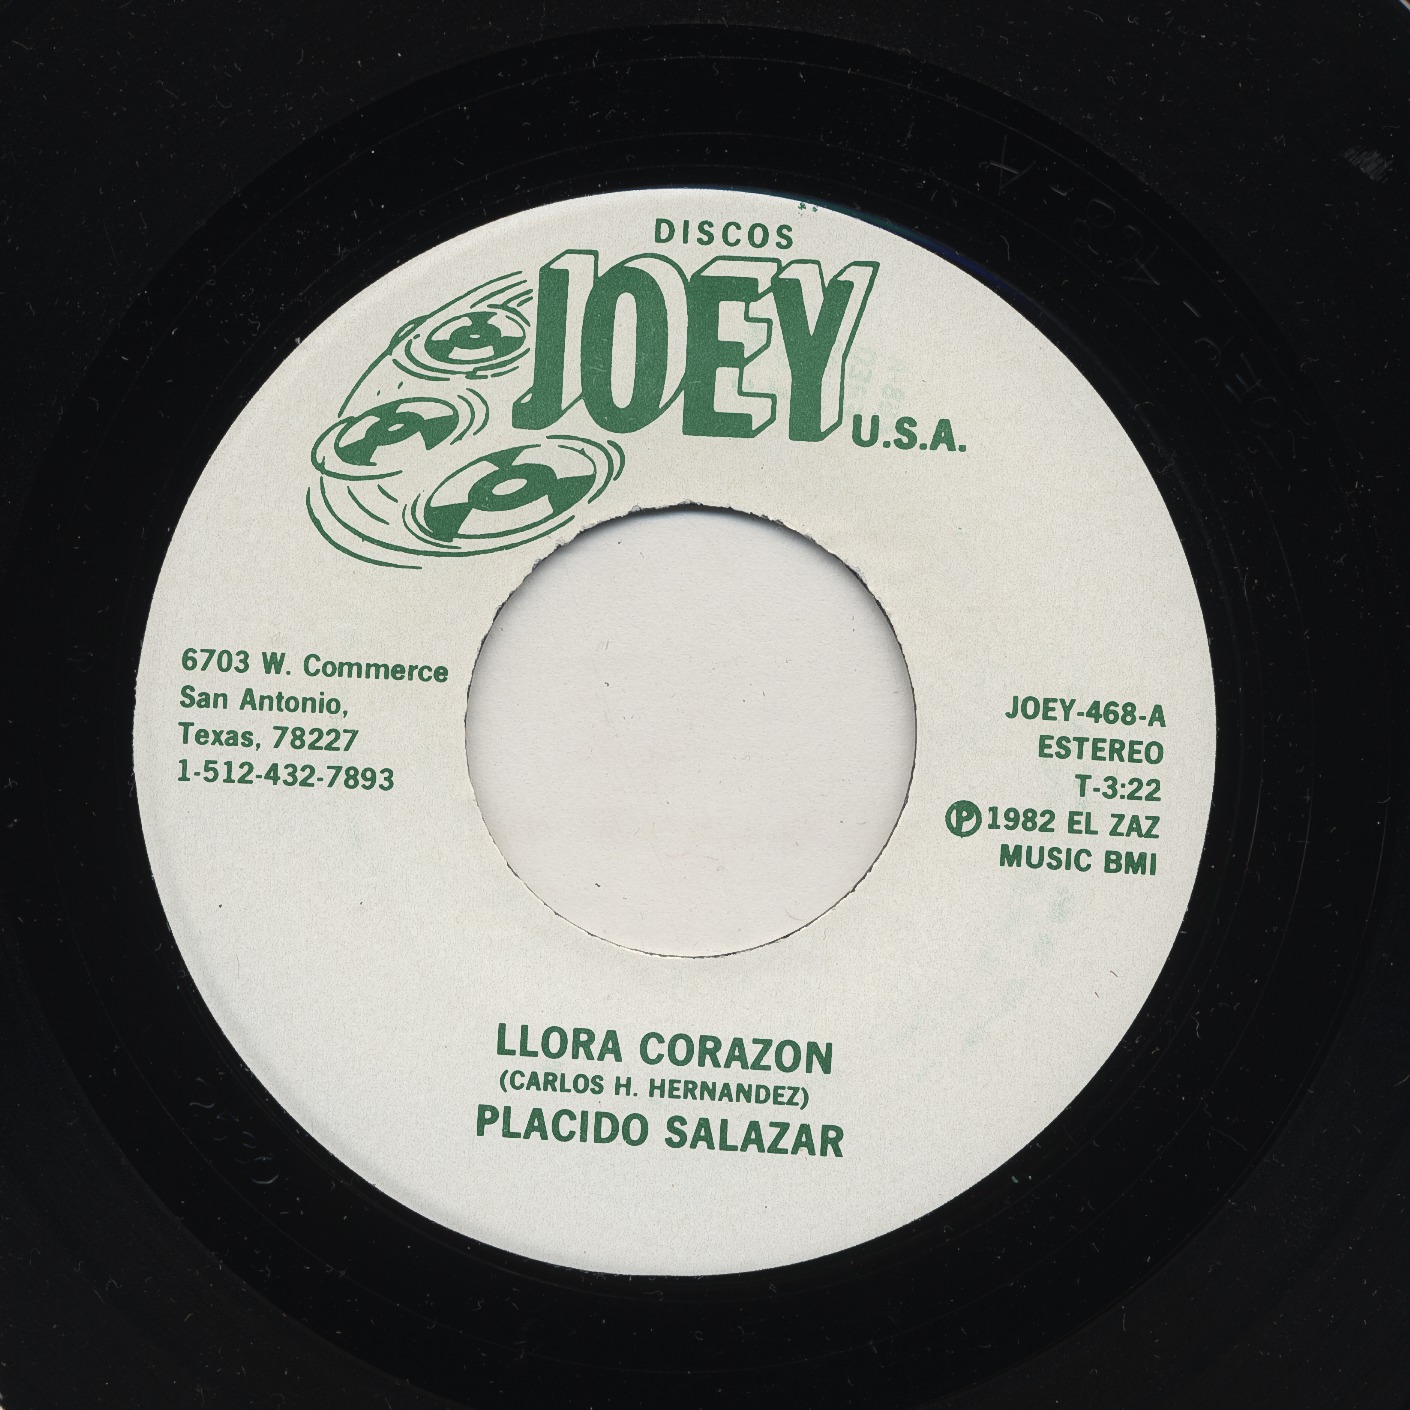 DISCOS
JOEY
U.S.A.
6703 W. Commerce
San Antonio,
Texas, 78227
1-512-432-7893
JOEY-468-A
ESTEREO
T-3:22
Ⓟ1982 EL ZAZ
MUSIC BMI
LLORA CORAZON
(CARLOS H. HERNANDEZ)
PLACIDO SALAZAR